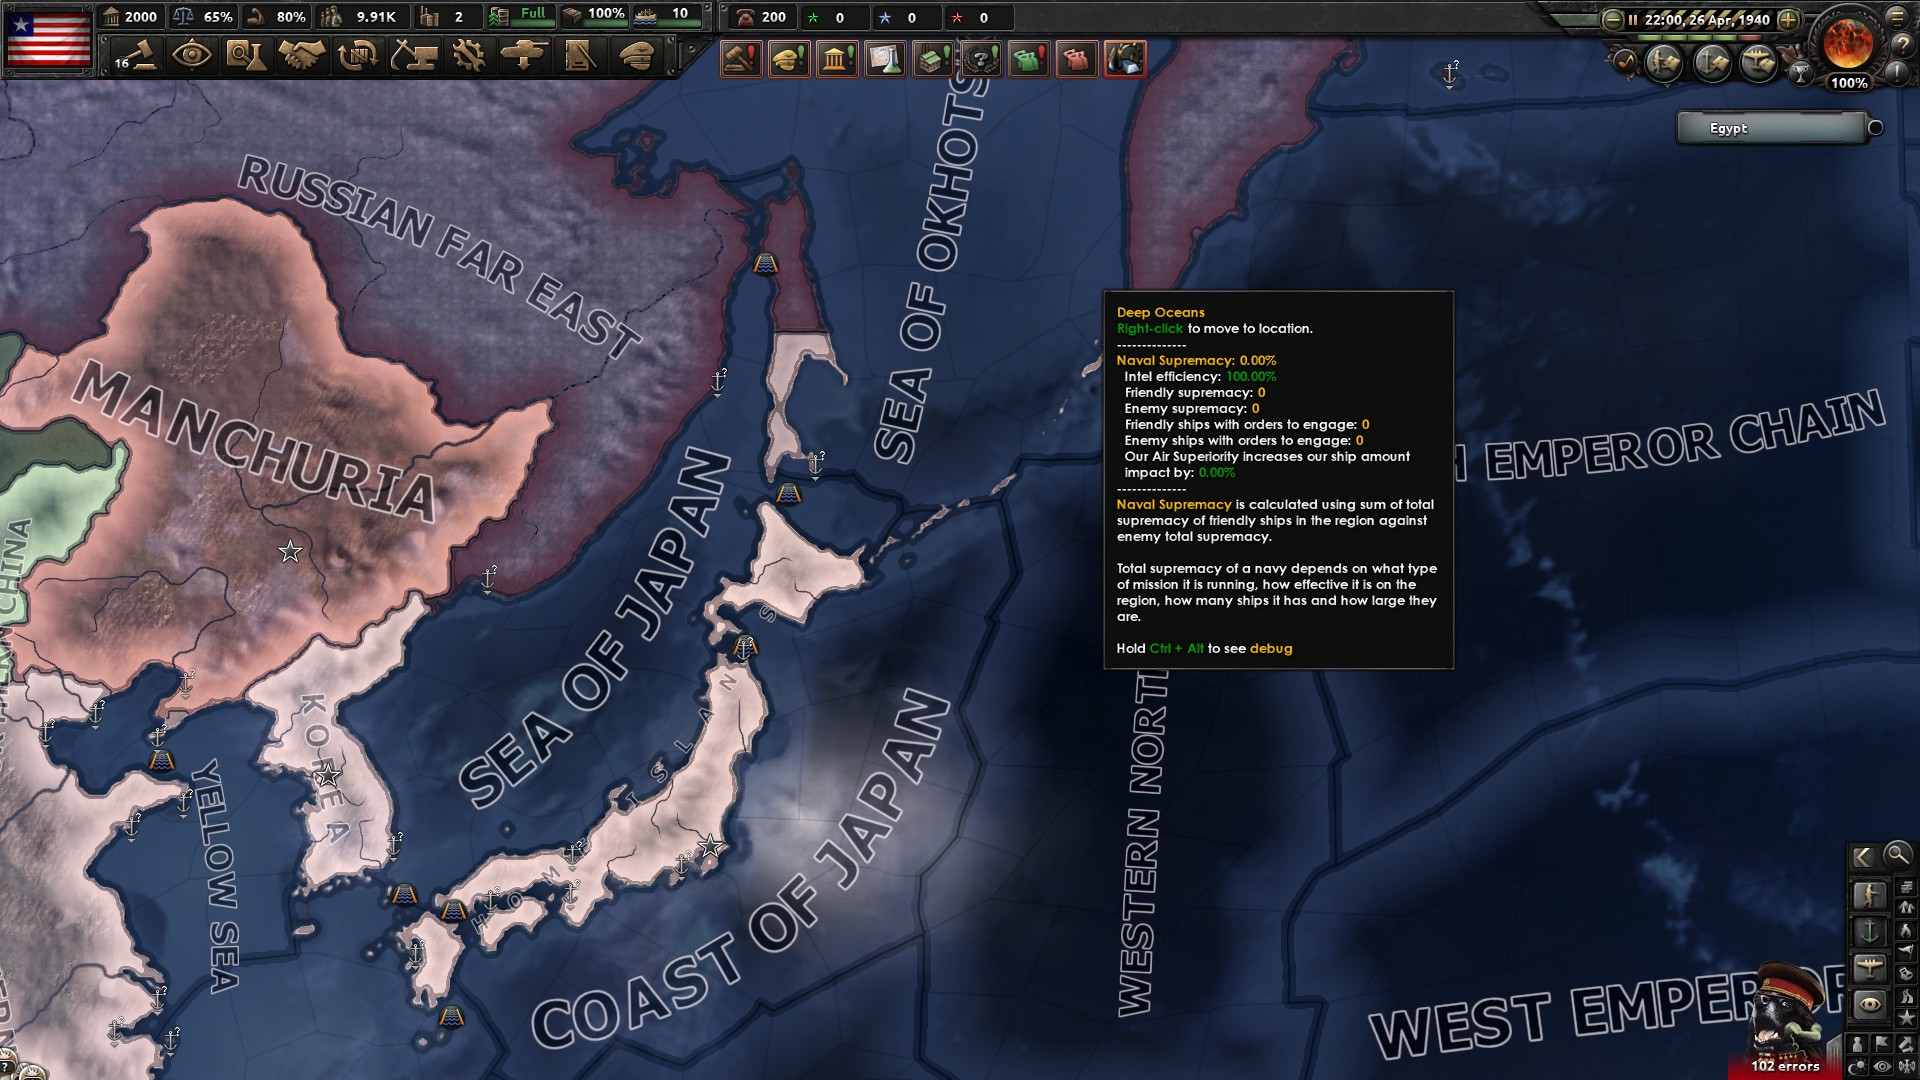 2000
65%
80%
9.91K
2
Full
100%
10
200
0
0
0
22:00, 26 Apr, 1940
16
100%
Egypt
RUSSIAN FAR EAST
SEA OF OKHOTS
MANCHURIA
Deep Oceans
Right-click to move to location.
--------------
Naval Supremacy: 0.00%
Intel efficiency: 100.00%
Friendly supremacy: 0
Enemy supremacy: 0
Friendly ships with orders to engage: 0
Enemy ships with orders to engage: 0
Our Air Superiority increases our ship amount
impact by: 0.00%
--------------
Naval Supremacy is calculated using sum of total
supremacy of friendly ships in the region against
enemy total supremacy.
Total supremacy of a navy depends on what type
of mission it is running, how effective it is on the
region, how many ships it has and how large they
are.
Hold Ctrl + Alt to see debug
EMPEROR CHAIN
CHINA
SEA OF JAPAN
KOREA
HOM ISLANS
YELLOW SEA
COAST OF JAPAN
WESTERN NORT
WEST EMPEROR
102 errors